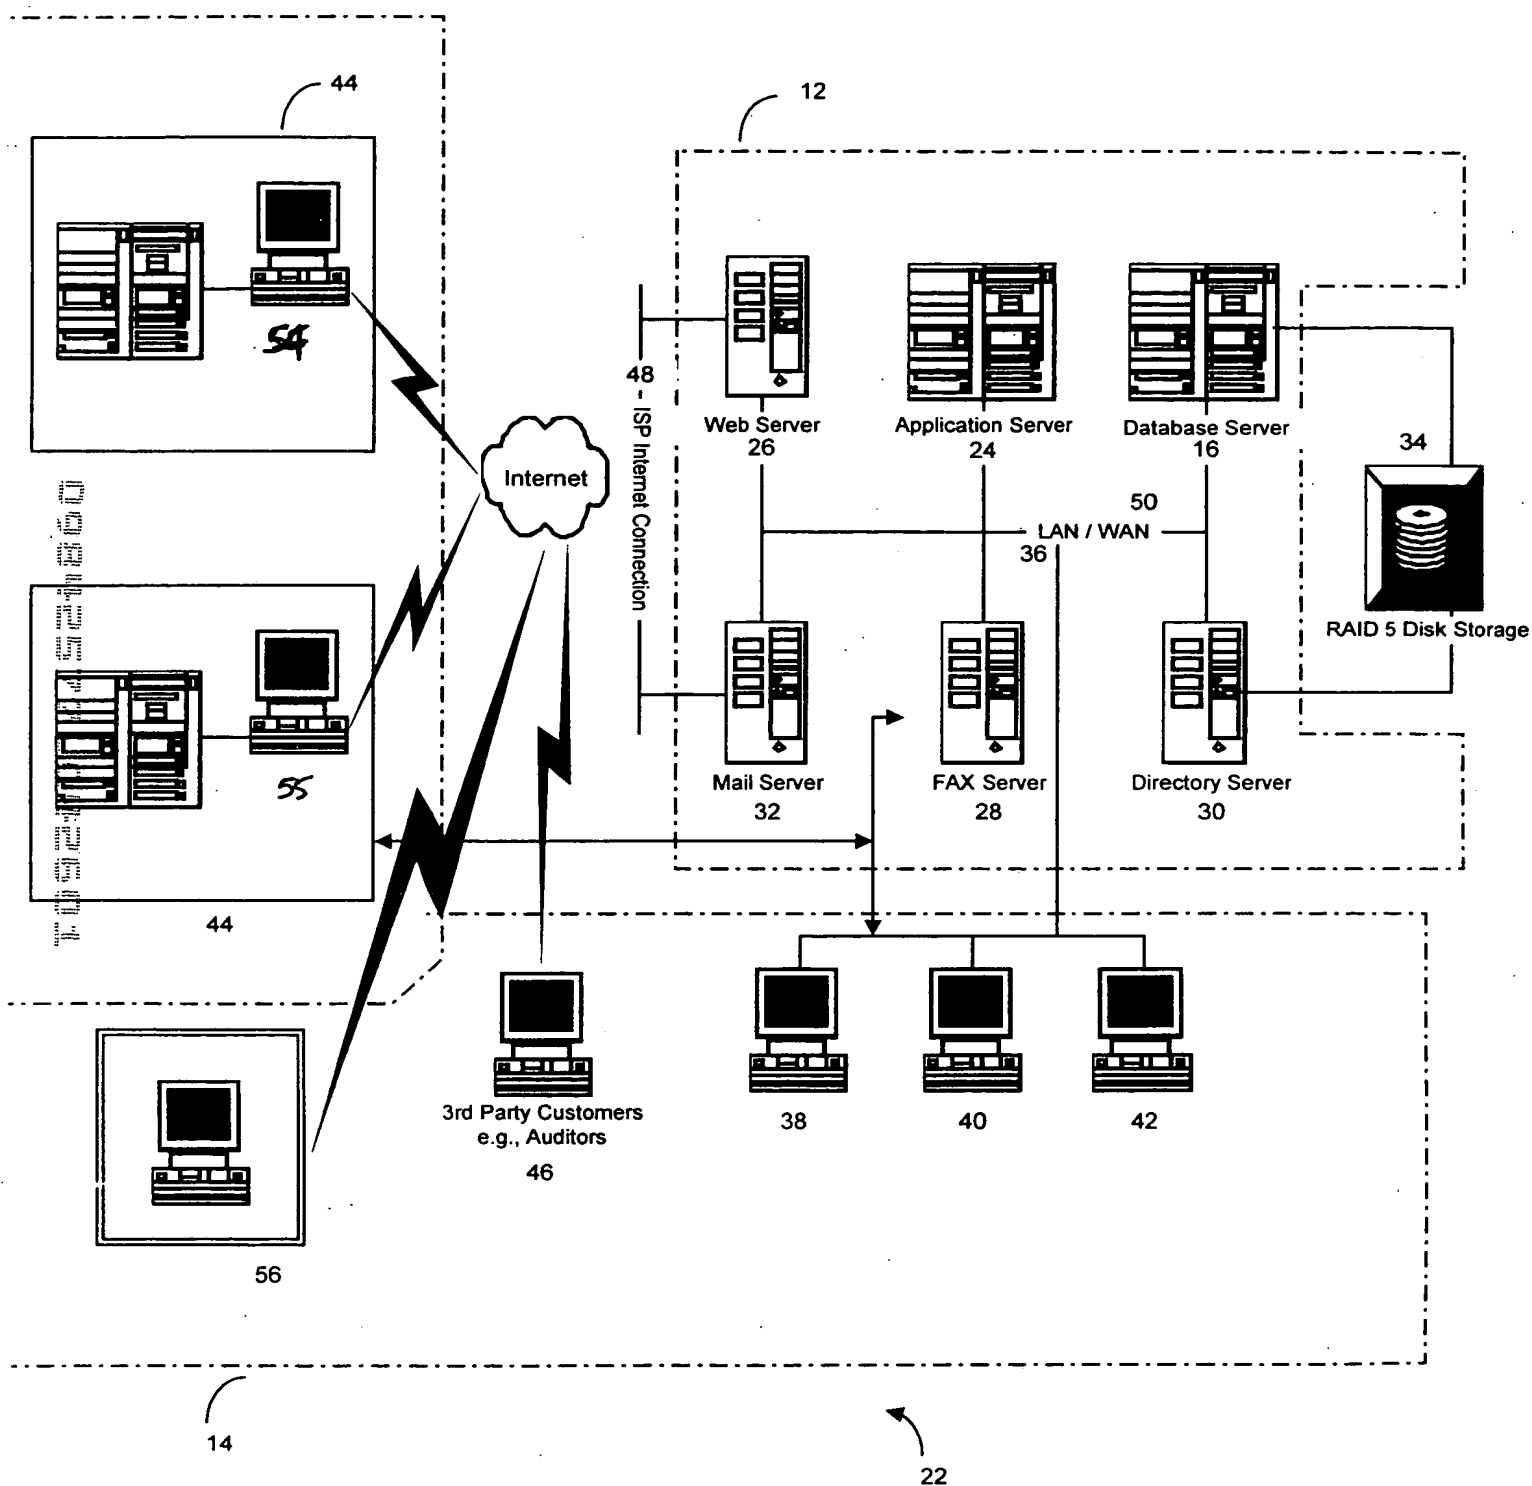 44
12
54
48 - ISP Internet Connection
Web Server
26
Application Server
24
Database Server
16
34
Internet
50
LAN / WAN
36
RAID 5 Disk Storage
55
Mail Server
32
FAX Server
28
Directory Server
30
44
3rd Party Customers
e.g., Auditors
46
38
40
42
56
14
22